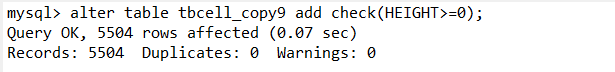 mysql> alter table tbcell_copy9 add check(HEIGHT>=0);
Query OK, 5504 rows affected (0.07 sec)
Records: 5504  Duplicates: 0  Warnings: 0